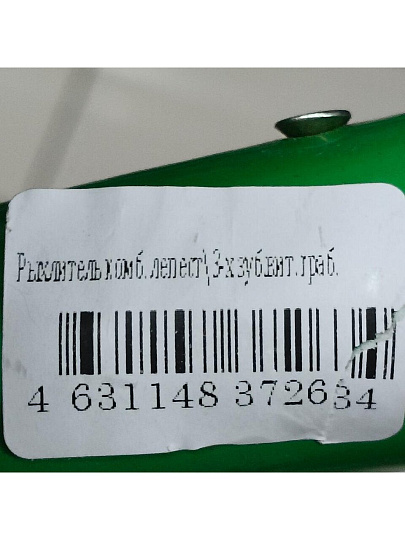 Рыхлитель комб. лепест\3-х зуб.вит.граб.
4 631148 372634